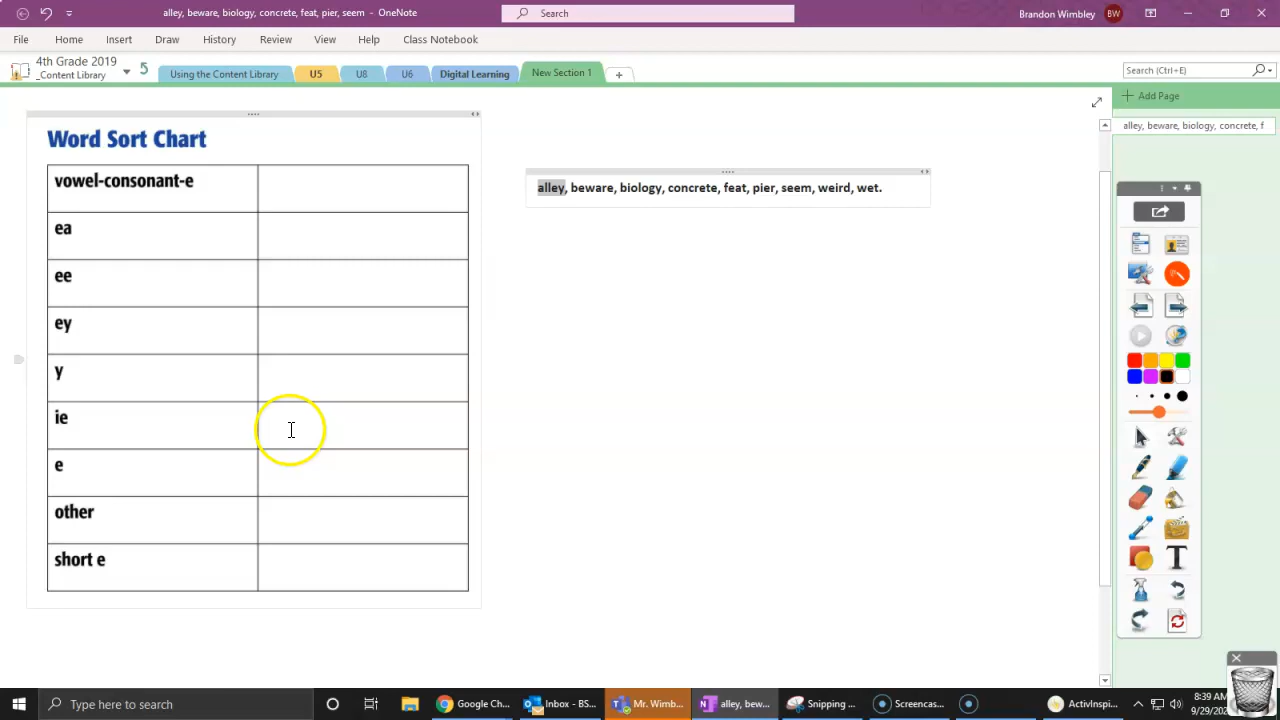 alley, beware, biology, concrete, feat, pier, seem - OneNote
Search
Brandon Wimbley
BW
File Home Insert Draw History Review View Help Class Notebook
4th Grade 2019
_Content Library
Using the Content Library
U5
U8
U6
Digital Learning
New Section 1
Search (Ctrl+E)
Add Page
alley, beware, biology, concrete, f
Word Sort Chart
vowel-consonant-e
ea
ee
ey
y
ie
e
other
short e
alley, beware, biology, concrete, feat, pier, seem, weird, wet.
T
Type here to search
Google Ch...
Inbox - BS...
Mr. Wimb...
alley, bew...
Snipping ...
Screencas...
ActivInspi...
8:39 AM
9/29/202